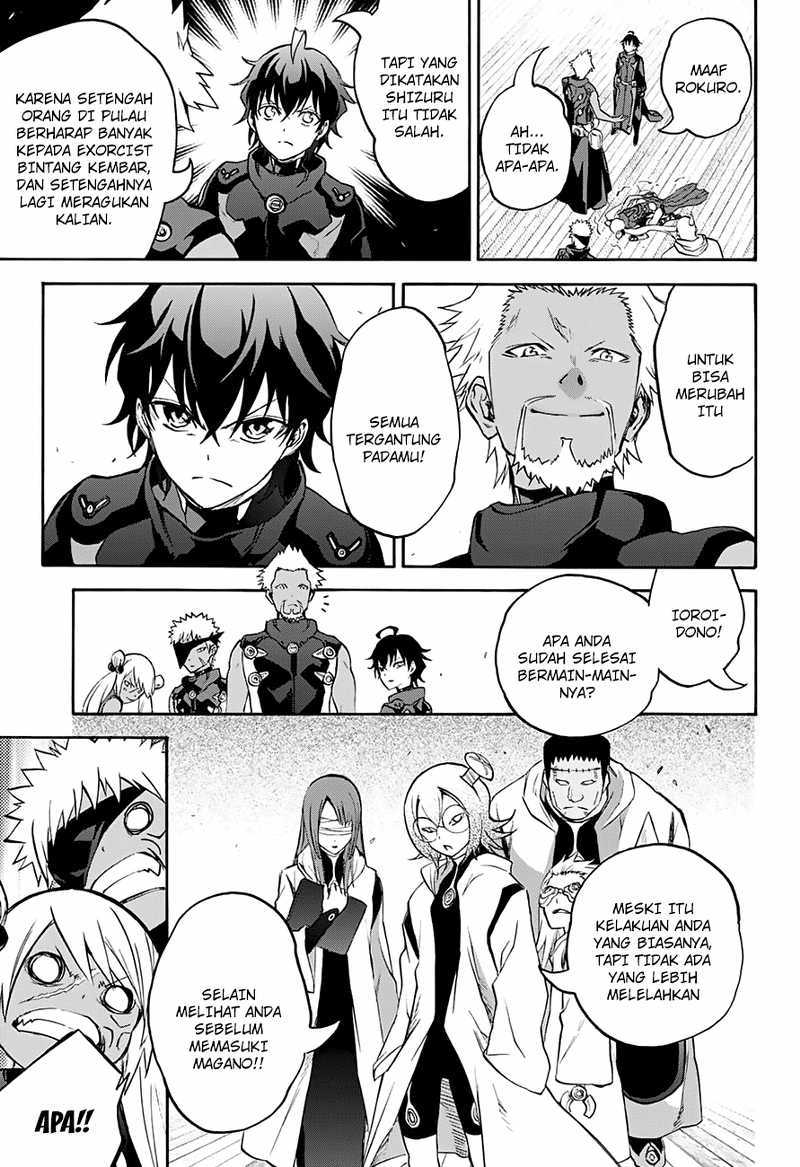 MAAF
ROKURO.
AH...
TIDAK
APA-APA.
TAPI YANG
DIKATAKAN
SHIZURU
ITU TIDAK
SALAH.
KARENA SETENGAH
ORANG DI PULAU
BERHARAP BANYAK
KEPADA EXORCIST
BINTANG KEMBAR,
DAN SETENGAHNYA
LAGI MERAGUKAN
KALIAN.
UNTUK
BISA
MERUBAH
ITU
SEMUA
TERGANTUNG
PADAMU!
IOROI-
DONO.
APA ANDA
SUDAH SELESAI
BERMAIN-MAIN-
NYA?
MESKI ITU
KELAKUAN ANDA
YANG BIASANYA,
TAPI TIDAK ADA
YANG LEBIH
MELELAHKAN
SELAIN
MELIHAT ANDA
SEBELUM
MEMASUKI
MAGANO!!
APA!!